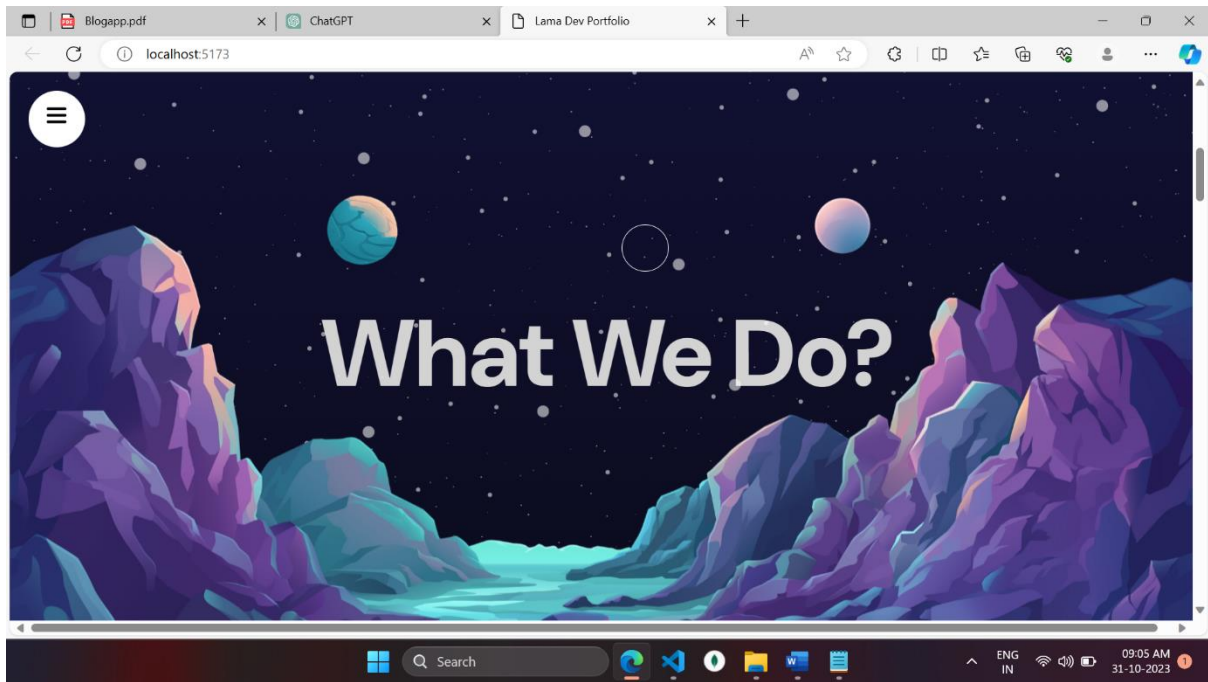 Blogapp.pdf
ChatGPT
Lama Dev Portfolio
localhost:5173
What We Do?
Search
ENG
IN
09:05 AM
31-10-2023
1